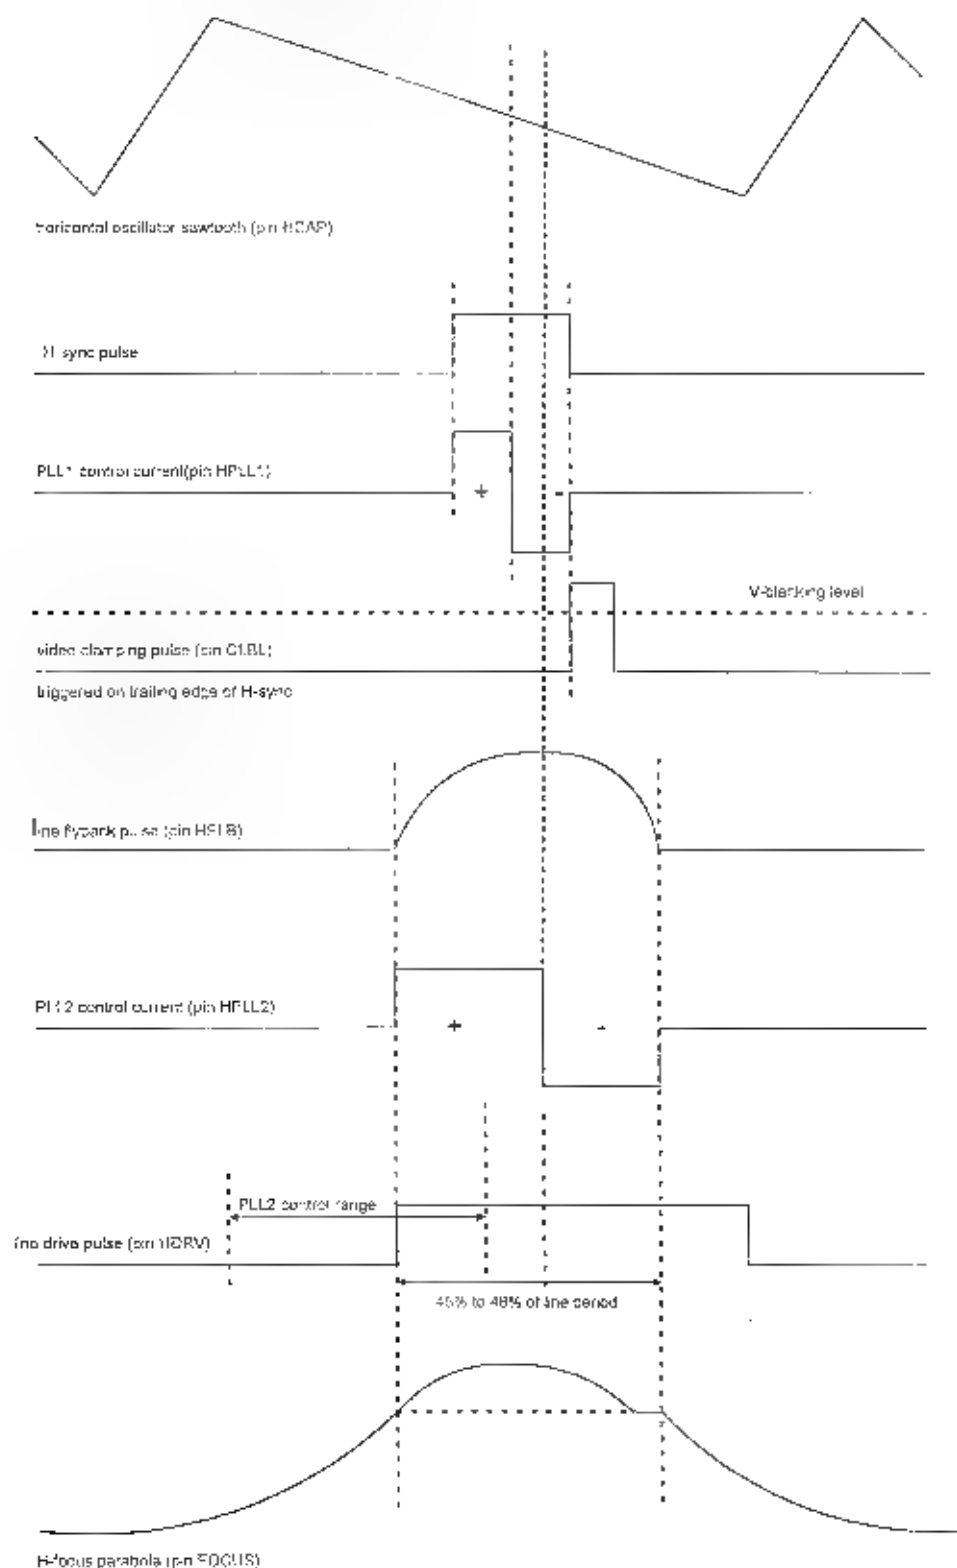 horizontal oscillator sawtooth (pin HCAP)
H sync pulse
PLL1 control current(pin HPLL1)
+
-
V-blanking level
video clamping pulse (pin CLBL)
triggered on trailing edge of H-sync
line flyback pulse (pin HFLB)
PLL2 control current (pin HPLL2)
+
-
PLL2 control range
line drive pulse (pin HDRV)
45% to 48% of line period
H-focus parabola (pin FOCUS)